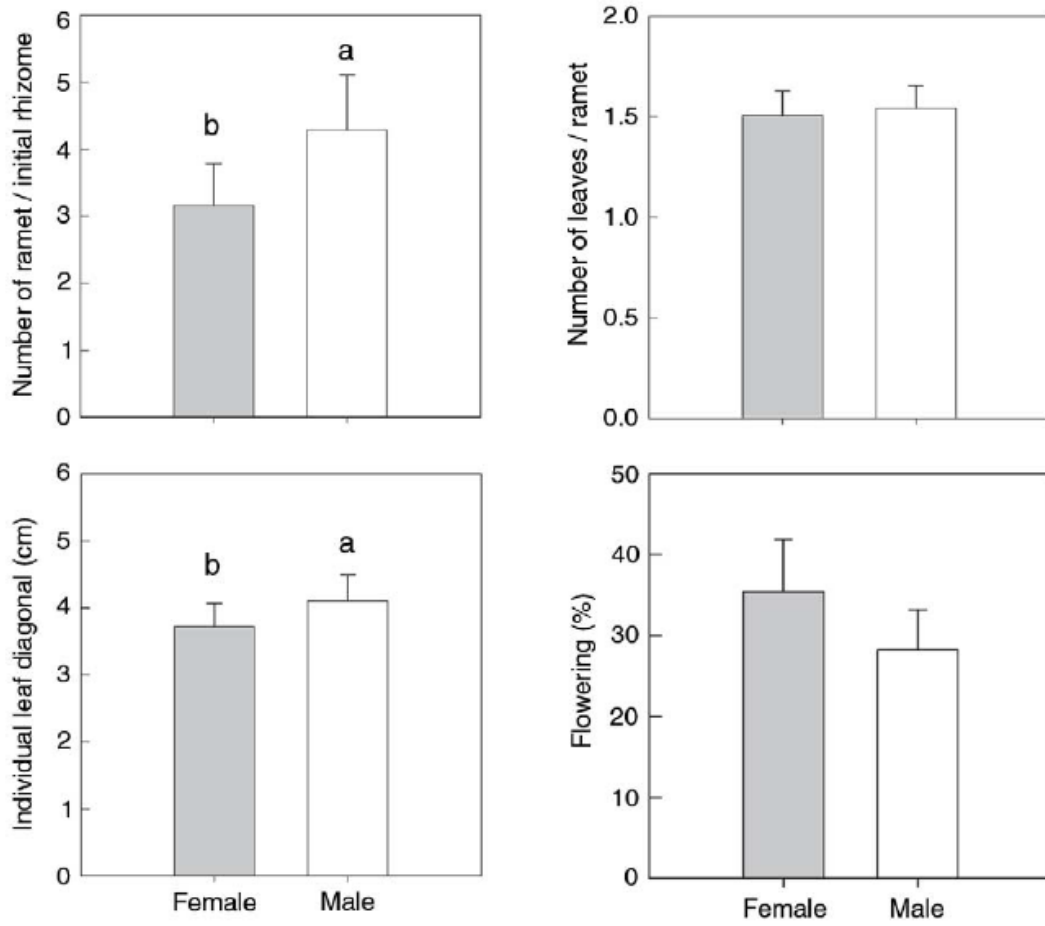 Number of ramet / initial rhizome
6
5
4
3
2
1
0
b
a
Number of leaves / ramet
2.0
1.5
1.0
0.5
0.0
Individual leaf diagonal (cm)
6
5
4
3
2
1
0
b
a
Female
Male
Flowering (%)
50
40
30
20
10
0
Female
Male